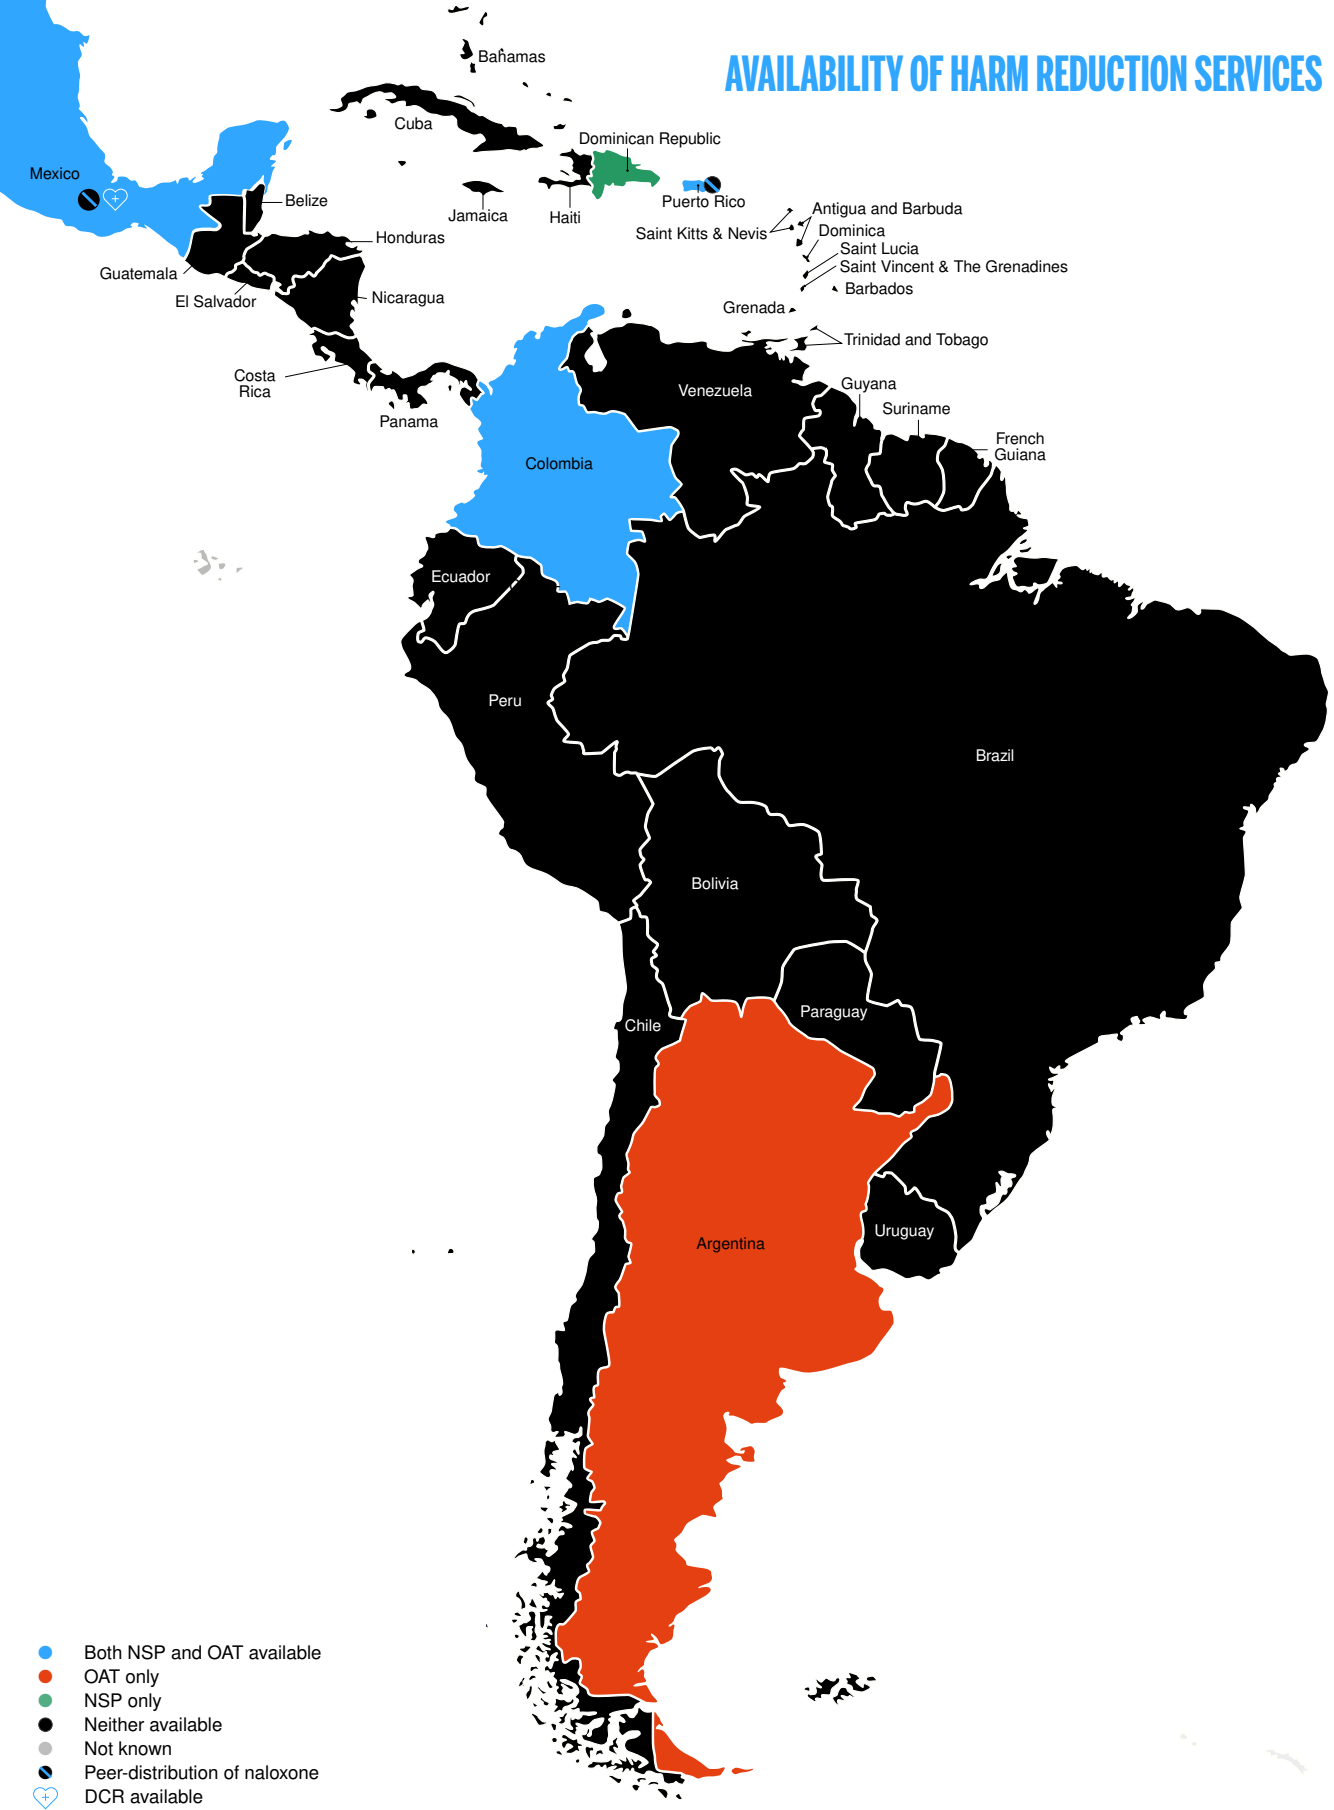 AVAILABILITY OF HARM REDUCTION SERVICES
Bahamas
Cuba
Dominican Republic
Mexico
Belize
Puerto Rico
Jamaica
Haiti
Antigua and Barbuda
Saint Kitts & Nevis
Dominica
Honduras
Saint Lucia
Guatemala
Saint Vincent & The Grenadines
El Salvador
Nicaragua
Barbados
Grenada
Trinidad and Tobago
Costa
Rica
Panama
Venezuela
Guyana
Suriname
French
Guiana
Colombia
Ecuador
Peru
Brazil
Bolivia
Paraguay
Chile
Uruguay
Argentina
Both NSP and OAT available
OAT only
NSP only
Neither available
Not known
Peer-distribution of naloxone
DCR available